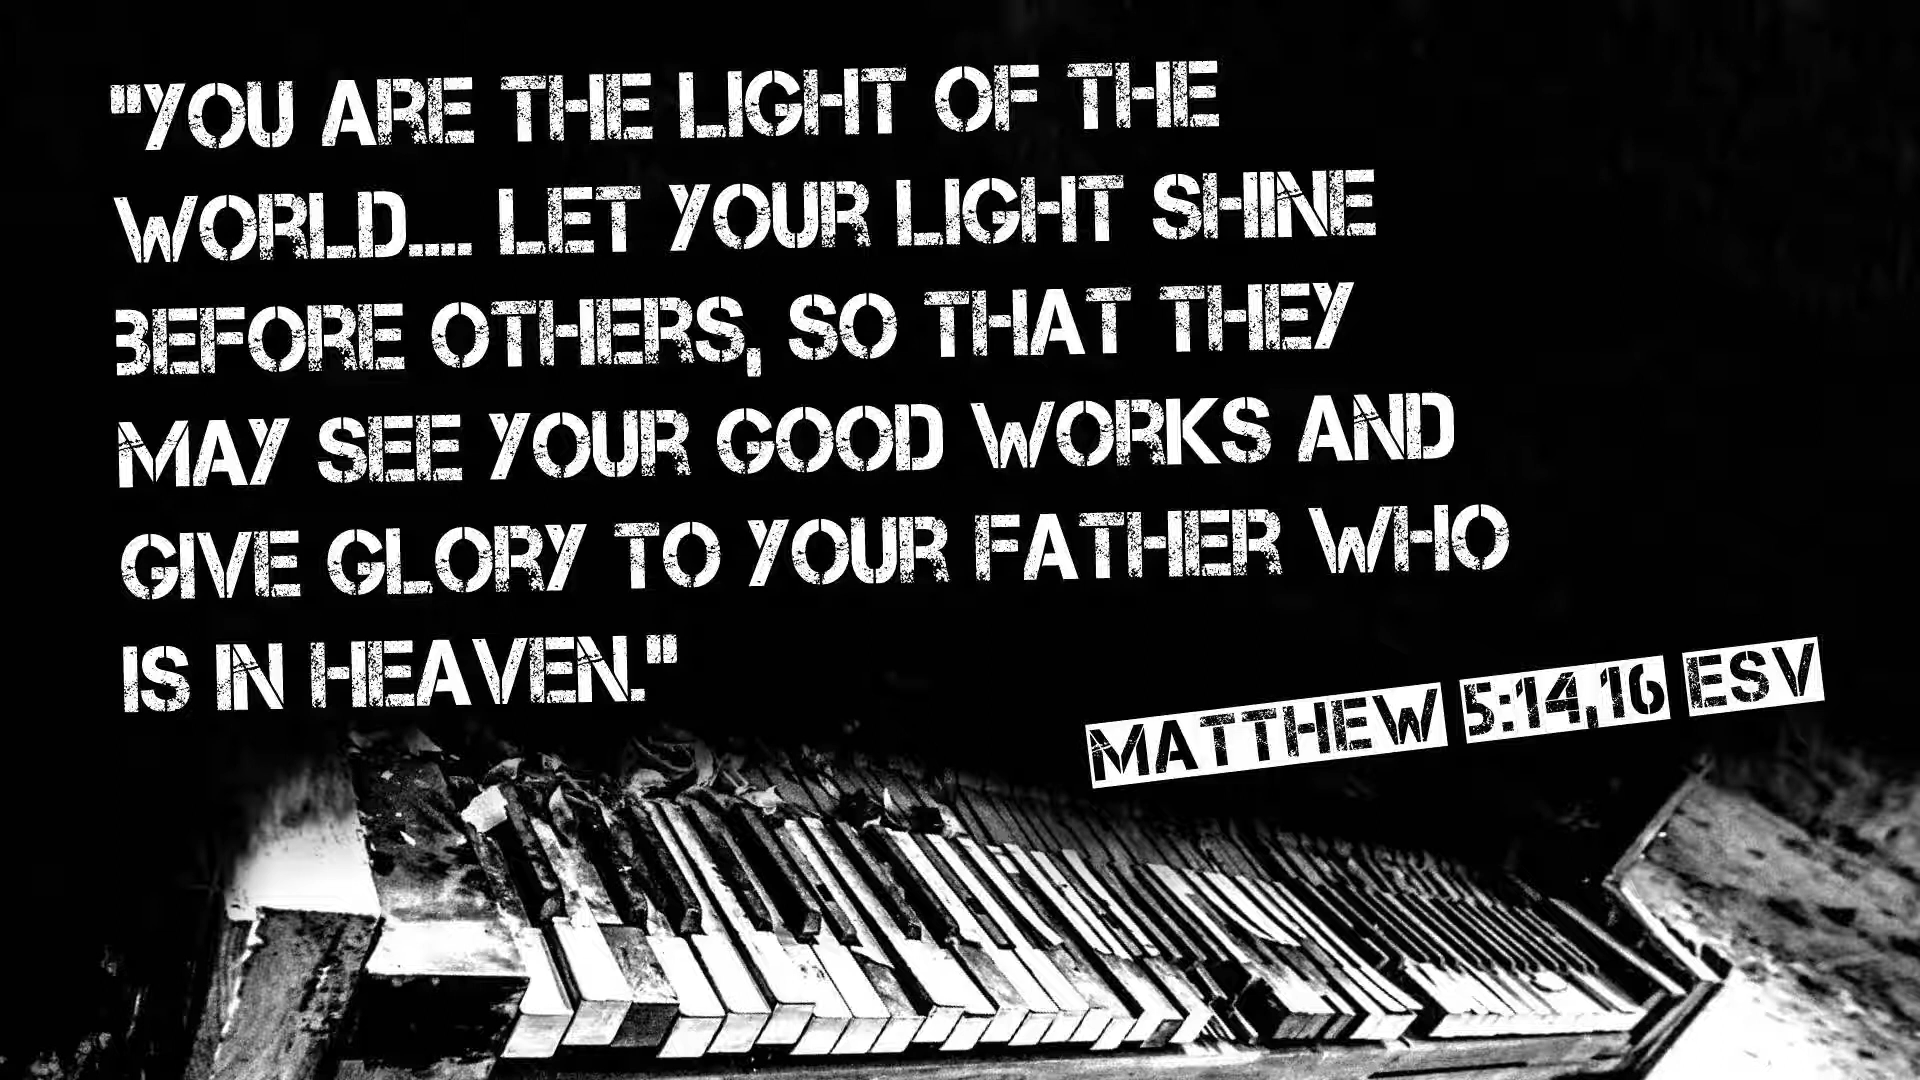 "YOU ARE THE LIGHT OF THE
WORLD.... LET YOUR LIGHT SHINE
BEFORE OTHERS, SO THAT THEY
MAY SEE YOUR GOOD WORKS AND
GIVE GLORY TO YOUR FATHER WHO
IS IN HEAVEN."
MATTHEW 5:14,16 ESV